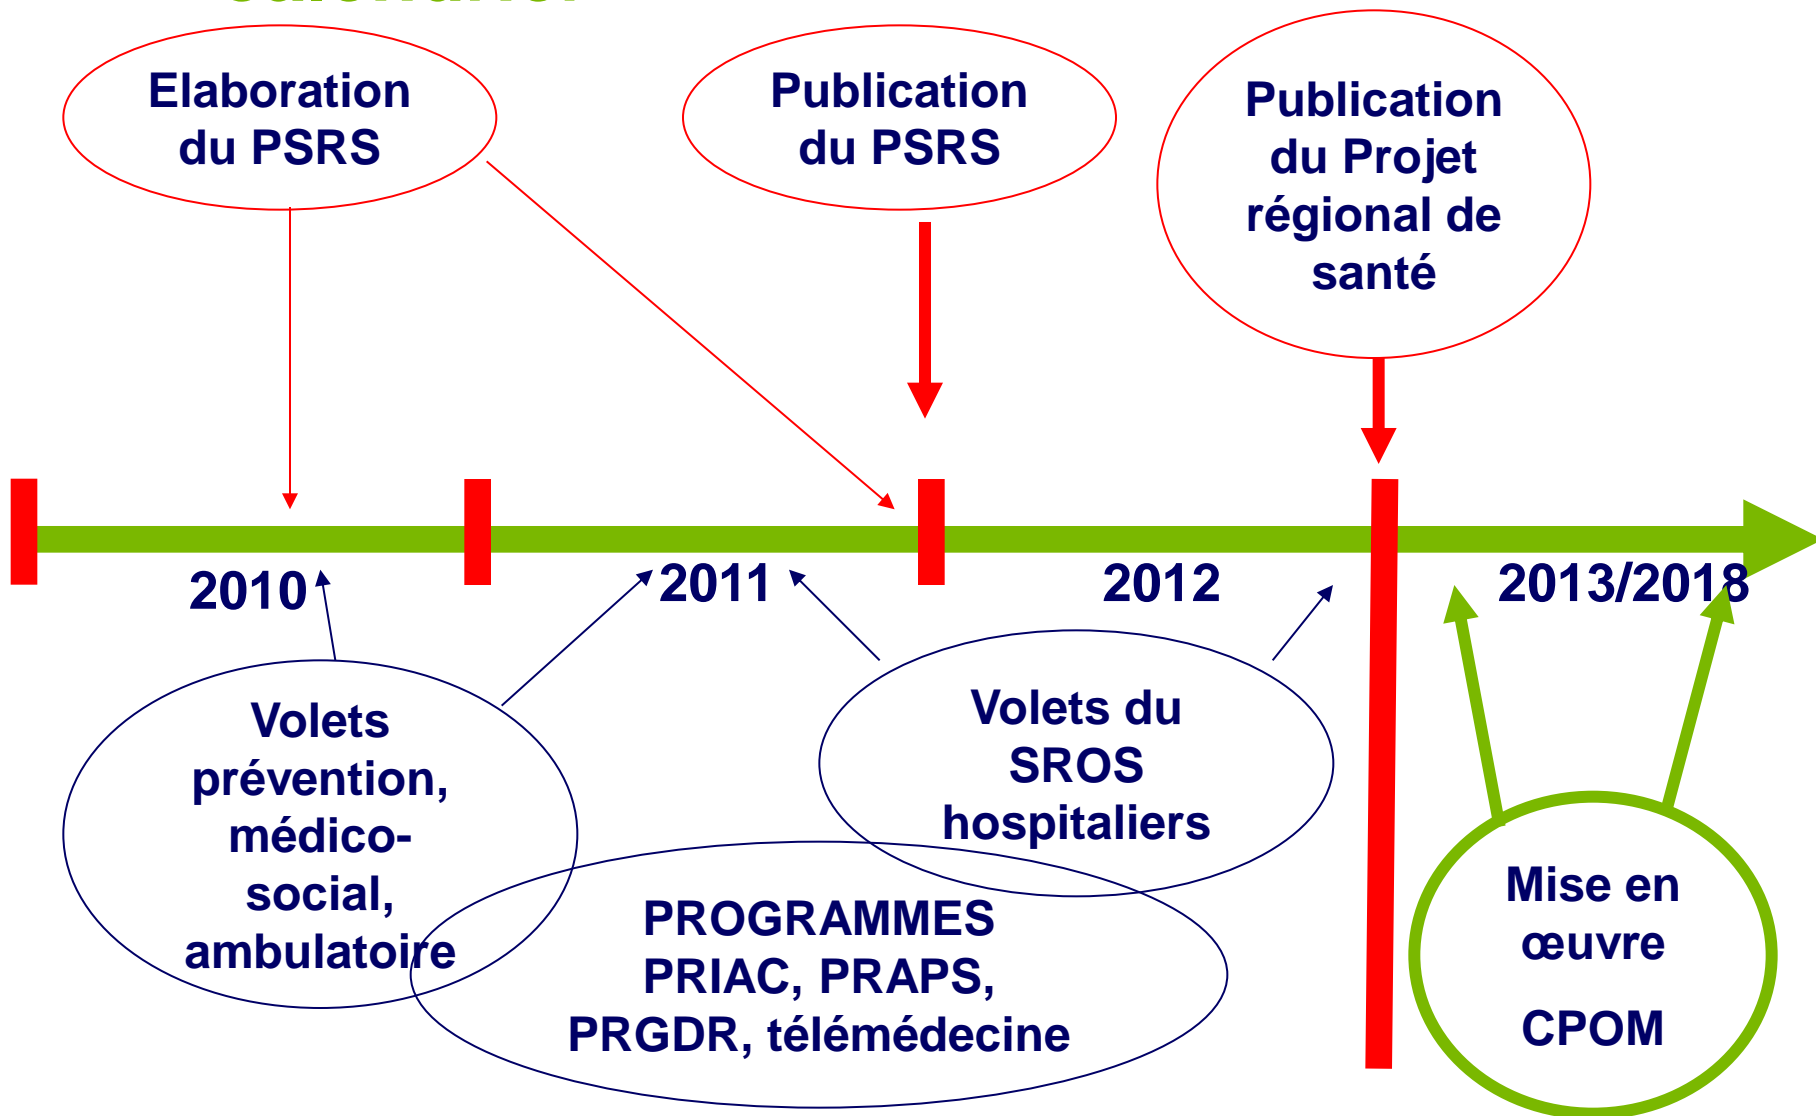 Elaboration
du PSRS
Publication
du PSRS
Publication
du Projet
régional de
santé
2010
2011
2012
2013/2018
Volets
prévention,
médico-
social,
ambulatoire
Volets du
SROS
hospitaliers
PROGRAMMES
PRIAC, PRAPS,
PRGDR, télémédecine
Mise en
œuvre
CPOM